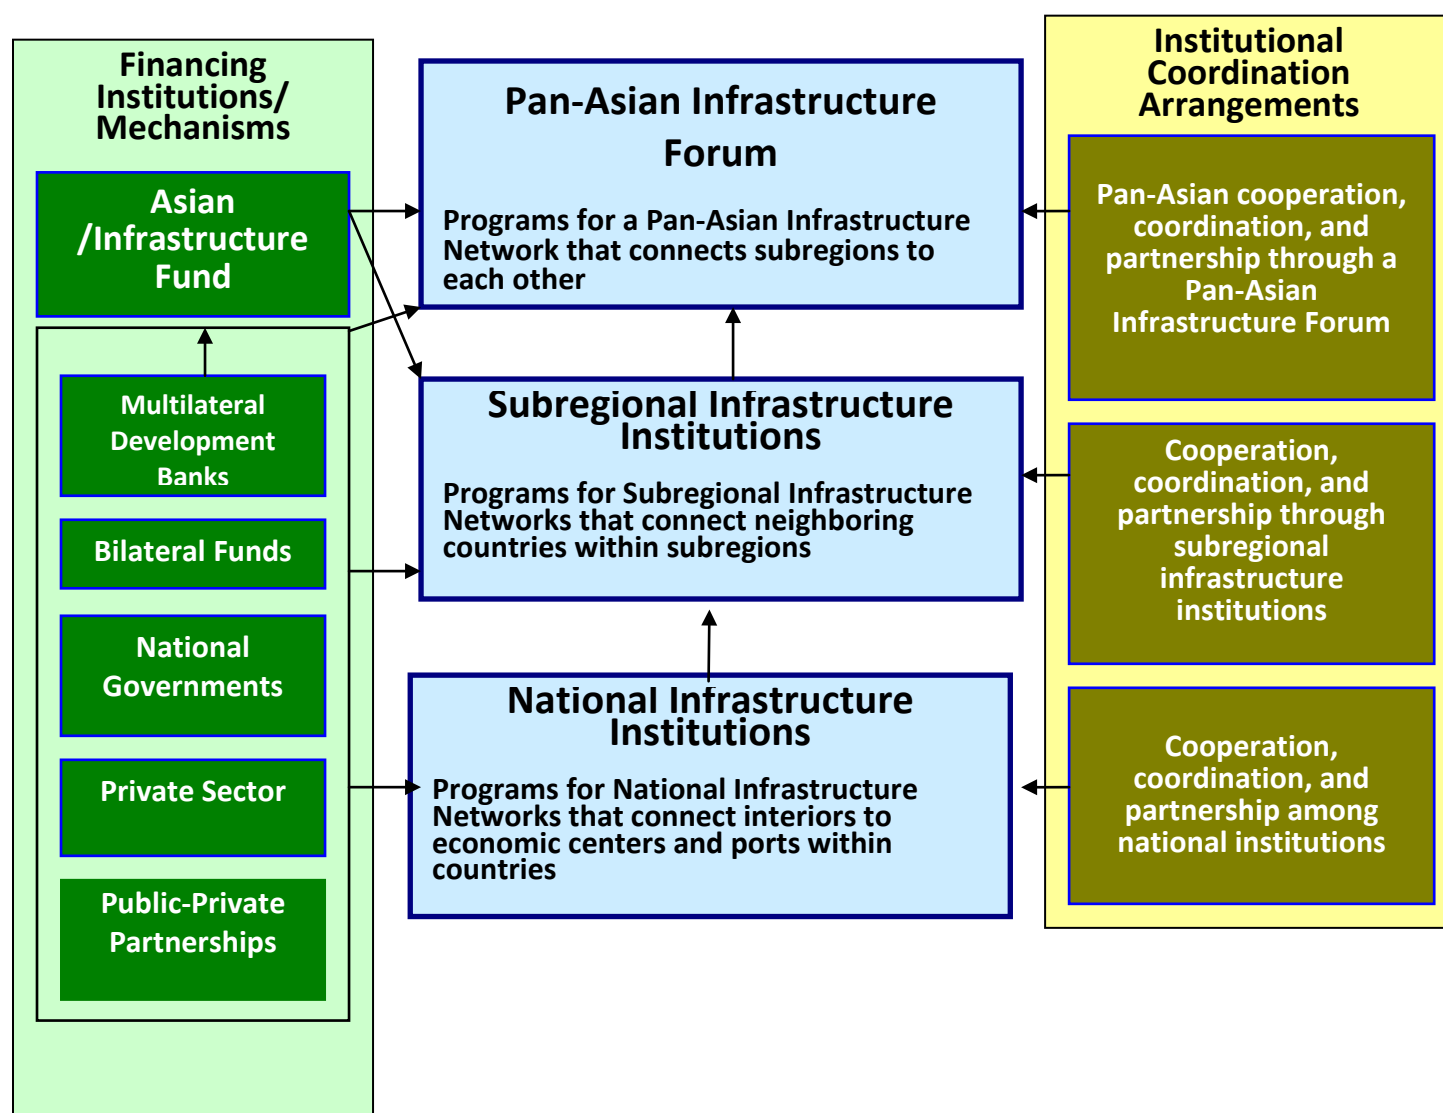 Financing
Institutions/
Mechanisms
Asian
/Infrastructure
Fund
Multilateral
Development
Banks
Bilateral Funds
National
Governments
Private Sector
Public-Private
Partnerships
Pan-Asian Infrastructure
Forum
Programs for a Pan-Asian Infrastructure
Network that connects subregions to
each other
Subregional Infrastructure
Institutions
Programs for Subregional Infrastructure
Networks that connect neighboring
countries within subregions
National Infrastructure
Institutions
Programs for National Infrastructure
Networks that connect interiors to
economic centers and ports within
countries
Institutional
Coordination
Arrangements
Pan-Asian cooperation,
coordination, and
partnership through a
Pan-Asian
Infrastructure Forum
Cooperation,
coordination, and
partnership through
subregional
infrastructure
institutions
Cooperation,
coordination, and
partnership among
national institutions